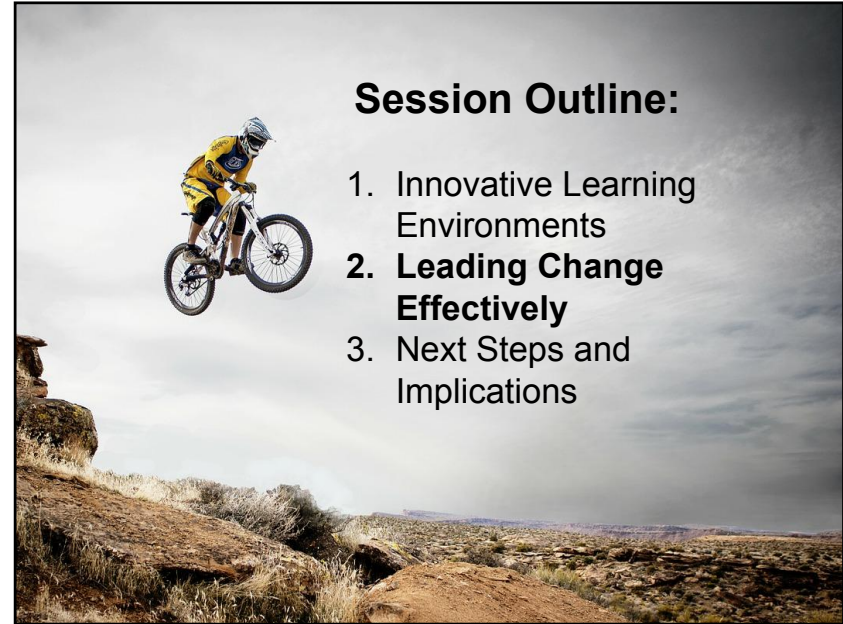 Session Outline:
1. Innovative Learning
Environments
2. Leading Change
Effectively
3. Next Steps and
Implications